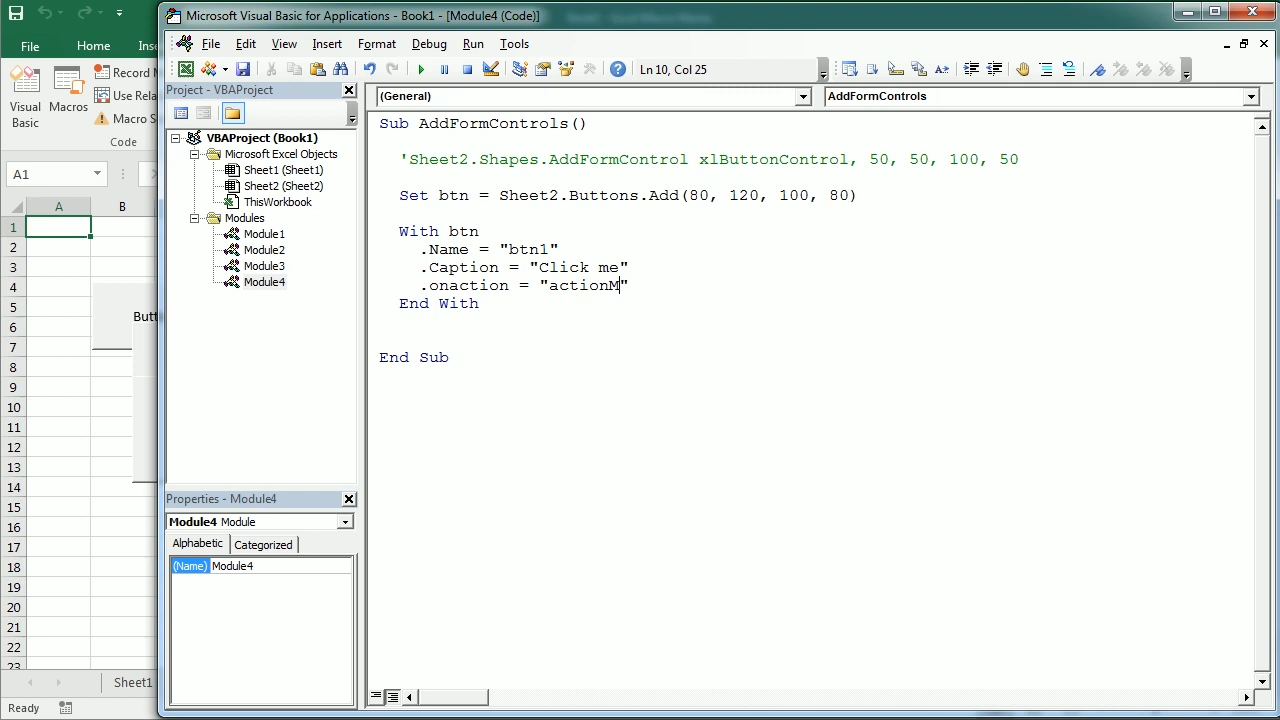 Microsoft Visual Basic for Applications - Book1 - [Module4 (Code)]
File
Home
Ins
Visual
Basic
Macros
Record M
Use Rela
Macro S
Code
A1
A
B
1
2
3
4
5
6
7
8
9
10
11
12
13
14
15
16
17
18
19
20
21
22
23
Butt
Sheet1
Ready
File Edit View Insert Format Debug Run Tools
Ln 10, Col 25
Project - VBAProject
VBAProject (Book1)
Microsoft Excel Objects
Sheet1 (Sheet1)
Sheet2 (Sheet2)
ThisWorkbook
Modules
Module1
Module2
Module3
Module4
Properties - Module4
Module4 Module
Alphabetic Categorized
(Name) Module4
(General)
AddFormControls
Sub AddFormControls()
'Sheet2.Shapes.AddFormControl xlButtonControl, 50, 50, 100, 50
Set btn = Sheet2.Buttons.Add(80, 120, 100, 80)
With btn
.Name = "btn1"
.Caption = "Click me"
.onaction = "actionM"
End With
End Sub